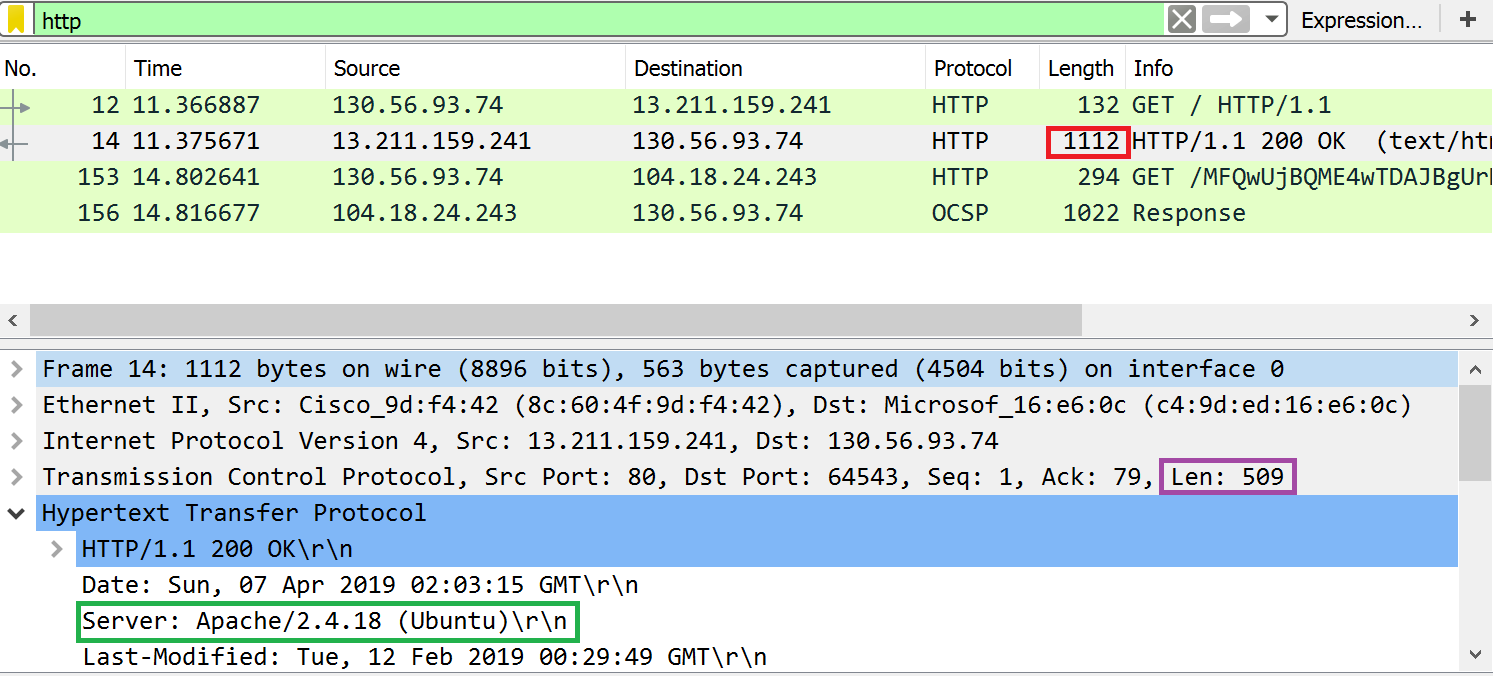 http Expression... +
No. Time Source Destination Protocol Length Info
12 11.366887 130.56.93.74 13.211.159.241 HTTP 132 GET / HTTP/1.1
14 11.375671 13.211.159.241 130.56.93.74 HTTP 1112 HTTP/1.1 200 OK (text/htm
153 14.802641 130.56.93.74 104.18.24.243 HTTP 294 GET /MFQwUjBQME4wTDAJBgUr
156 14.816677 104.18.24.243 130.56.93.74 OCSP 1022 Response
Frame 14: 1112 bytes on wire (8896 bits), 563 bytes captured (4504 bits) on interface 0
Ethernet II, Src: Cisco_9d:f4:42 (8c:60:4f:9d:f4:42), Dst: Microsof_16:e6:0c (c4:9d:ed:16:e6:0c)
Internet Protocol Version 4, Src: 13.211.159.241, Dst: 130.56.93.74
Transmission Control Protocol, Src Port: 80, Dst Port: 64543, Seq: 1, Ack: 79, Len: 509
Hypertext Transfer Protocol
HTTP/1.1 200 OK\r\n
Date: Sun, 07 Apr 2019 02:03:15 GMT\r\n
Server: Apache/2.4.18 (Ubuntu)\r\n
Last-Modified: Tue, 12 Feb 2019 00:29:49 GMT\r\n